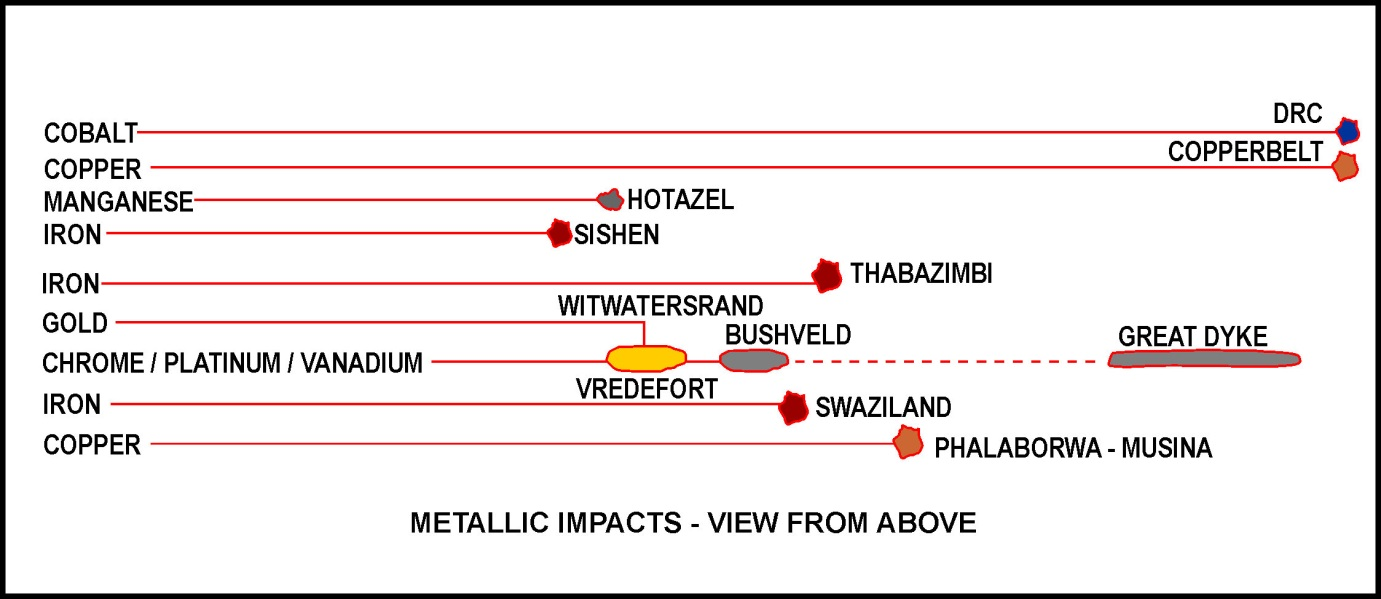 DRC
COBALT
COPPERBELT
COPPER
MANGANESE HOTAZEL
IRON SISHEN
IRON THABAZIMBI
WITWATERSRAND
GOLD
BUSHVELD GREAT DYKE
CHROME / PLATINUM / VANADIUM
VREDEFORT
IRON SWAZILAND
COPPER PHALABORWA - MUSINA
METALLIC IMPACTS - VIEW FROM ABOVE